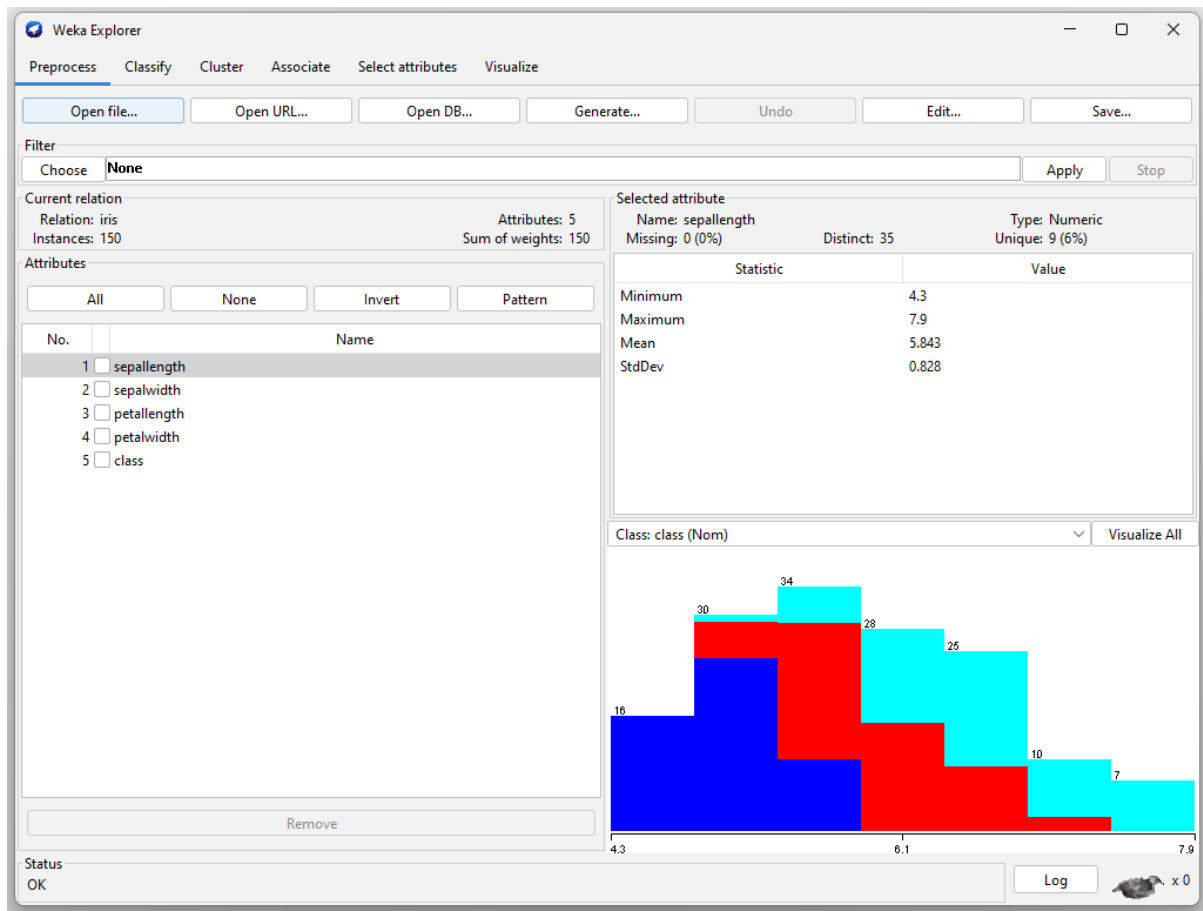 Weka Explorer
Preprocess Classify Cluster Associate Select attributes Visualize
Open file... Open URL... Open DB... Generate... Undo Edit... Save...
Filter
Choose None Apply Stop
Current relation
Relation: iris Attributes: 5
Instances: 150 Sum of weights: 150
Attributes
All None Invert Pattern
No. Name
1 sepallength
2 sepalwidth
3 petallength
4 petalwidth
5 class
Remove
Selected attribute
Name: sepallength Type: Numeric
Missing: 0 (0%) Distinct: 35 Unique: 9 (6%)
Statistic Value
Minimum 4.3
Maximum 7.9
Mean 5.843
StdDev 0.828
Class: class (Nom) Visualize All
16 30 34 28 25 10 7
4.3 6.1 7.9
Status
OK
Log x 0